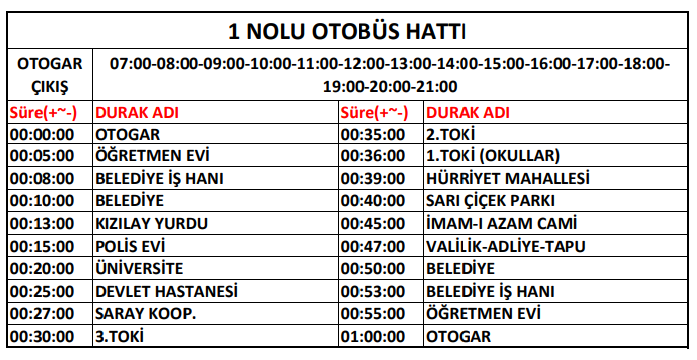 1 NOLU OTOBÜS HATTI
OTOGAR ÇIKIŞ
07:00-08:00-09:00-10:00-11:00-12:00-13:00-14:00-15:00-16:00-17:00-18:00-
19:00-20:00-21:00
Süre(+~-) DURAK ADI Süre(+~-) DURAK ADI
00:00:00 OTOGAR 00:35:00 2.TOKİ
00:05:00 ÖĞRETMEN EVİ 00:36:00 1.TOKİ (OKULLAR)
00:08:00 BELEDİYE İŞ HANI 00:39:00 HÜRRİYET MAHALLESİ
00:10:00 BELEDİYE 00:40:00 SARI ÇİÇEK PARKI
00:13:00 KIZILAY YURDU 00:45:00 İMAM-I AZAM CAMİ
00:15:00 POLİS EVİ 00:47:00 VALİLİK-ADLİYE-TAPU
00:20:00 ÜNİVERSİTE 00:50:00 BELEDİYE
00:25:00 DEVLET HASTANESİ 00:53:00 BELEDİYE İŞ HANI
00:27:00 SARAY KOOP. 00:55:00 ÖĞRETMEN EVİ
00:30:00 3.TOKİ 01:00:00 OTOGAR